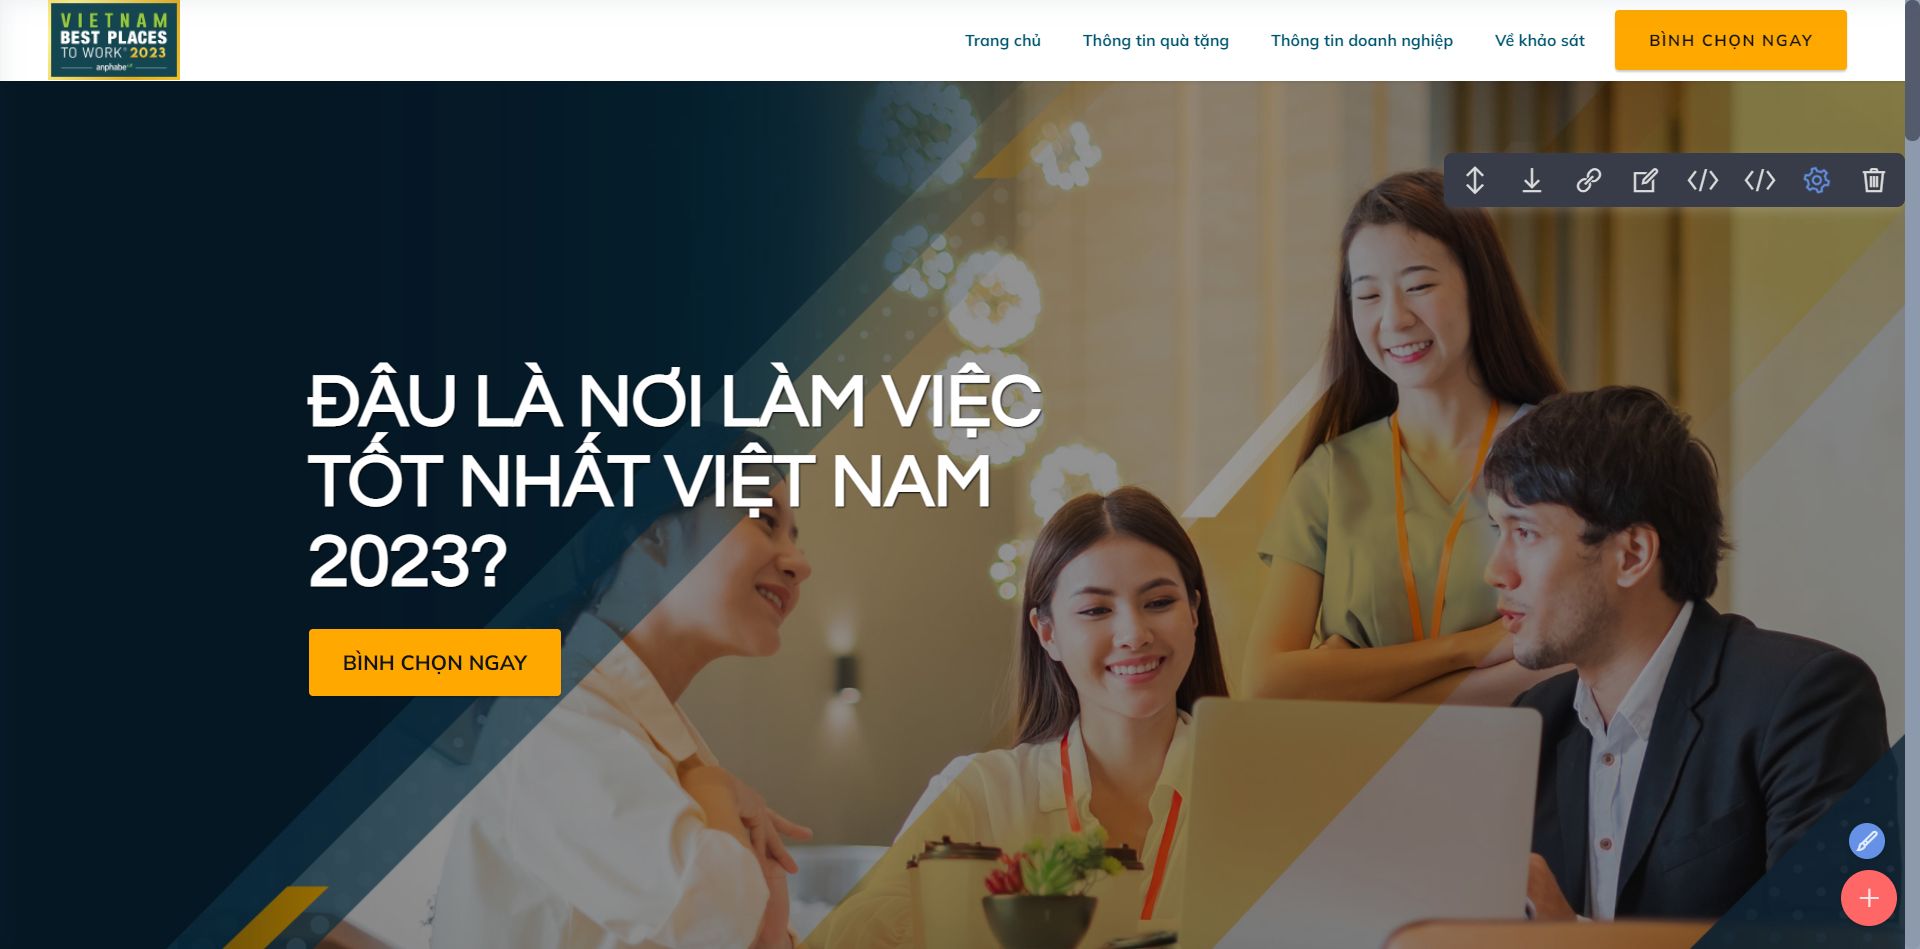 VIETNAM
BEST PLACES
TO WORK® 2023
anphabe
Trang chủ
Thông tin quà tặng
Thông tin doanh nghiệp
Về khảo sát
BÌNH CHỌN NGAY
ĐÂU LÀ NƠI LÀM VIỆC
TỐT NHẤT VIỆT NAM
2023?
BÌNH CHỌN NGAY